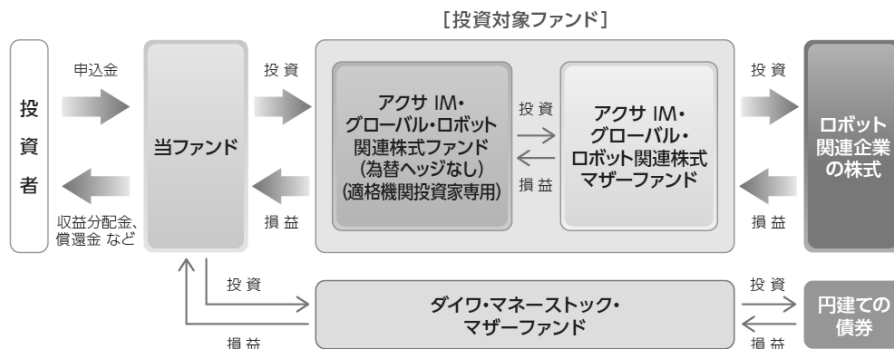 [投資対象ファンド]
投資者
申込金
収益分配金、
償還金 など
当ファンド
投 資
損 益
アクサ IM・
グローバル・ロボット
関連株式ファンド
(為替ヘッジなし)
(適格機関投資家専用)
投 資
損 益
アクサ IM・
グローバル・
ロボット関連株式
マザーファンド
投 資
損 益
ロボット
関連企業
の株式
投 資
損 益
ダイワ・マネーストック・
マザーファンド
投 資
損 益
円建ての
債券